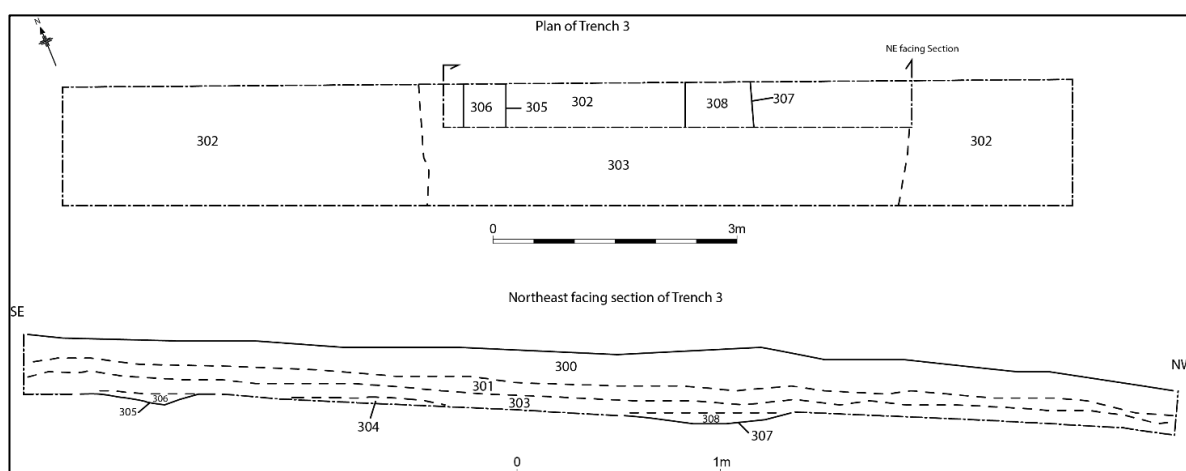 Plan of Trench 3
N
NE facing Section
306
305
302
308
307
302
302
303
0 3m
Northeast facing section of Trench 3
SE
NW
300
301
303
306
305
304
308
307
0 1m